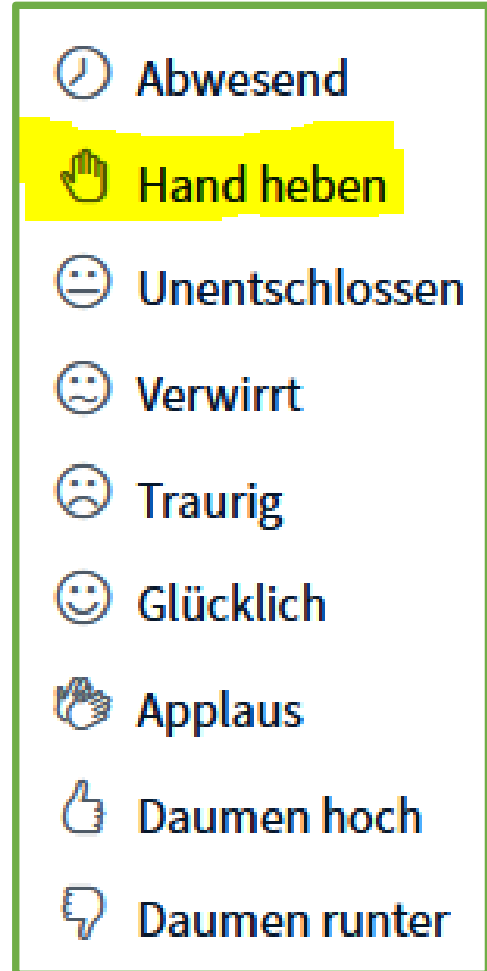 Abwesend
Hand heben
Unentschlossen
Verwirrt
Traurig
Glücklich
Applaus
Daumen hoch
Daumen runter